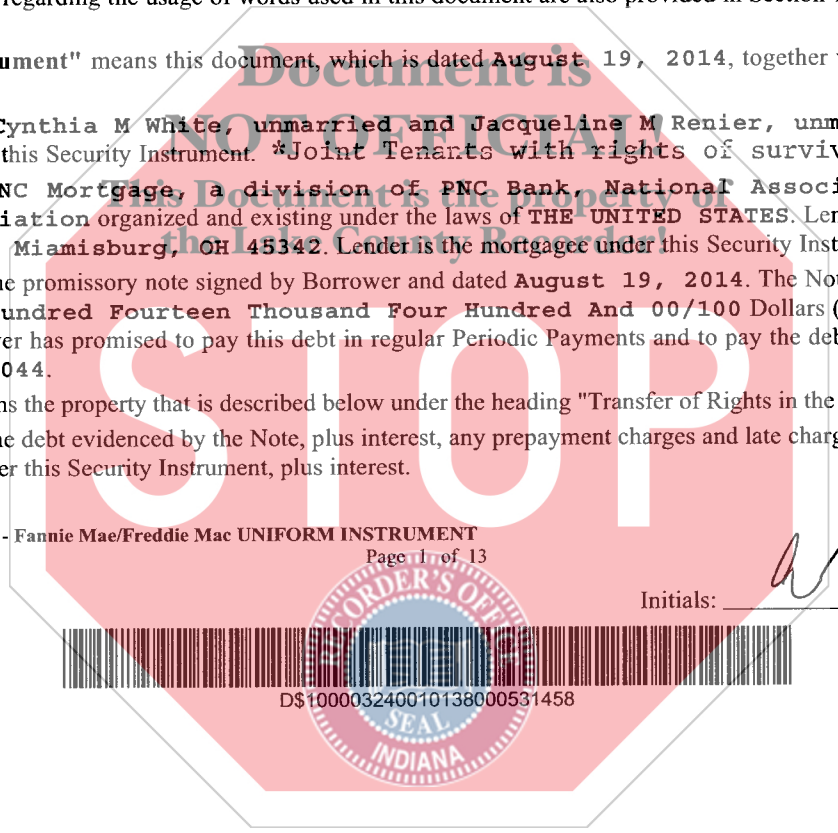 regarding the usage of words used in this document are also provided in Section
ument" means this document, which is dated August 19, 2014, together
Document is
Cynthia M White, unmarried and Jacqueline M Renier, unm
NOT OFFICIAL!
this Security Instrument. *Joint Tenants with rights of surviv
NC Mortgage, a division of PNC Bank, National Associ
This Document is the property of
iation organized and existing under the laws of THE UNITED STATES. Len
the Lake County Recorder!
Miamisburg, OH 45342. Lender is the mortgagee under this Security Inst
he promissory note signed by Borrower and dated August 19, 2014. The No
undred Fourteen Thousand Four Hundred And 00/100 Dollars (
er has promised to pay this debt in regular Periodic Payments and to pay the deb
044.
STOP
ns the property that is described below under the heading "Transfer of Rights in the
he debt evidenced by the Note, plus interest, any prepayment charges and late charg
er this Security Instrument, plus interest.
- Fannie Mae/Freddie Mac UNIFORM INSTRUMENT
Page 1 of 13
Initials:
RECORDER'S OFFICE
D$10000324001013800053 1458
SEAL
INDIANA